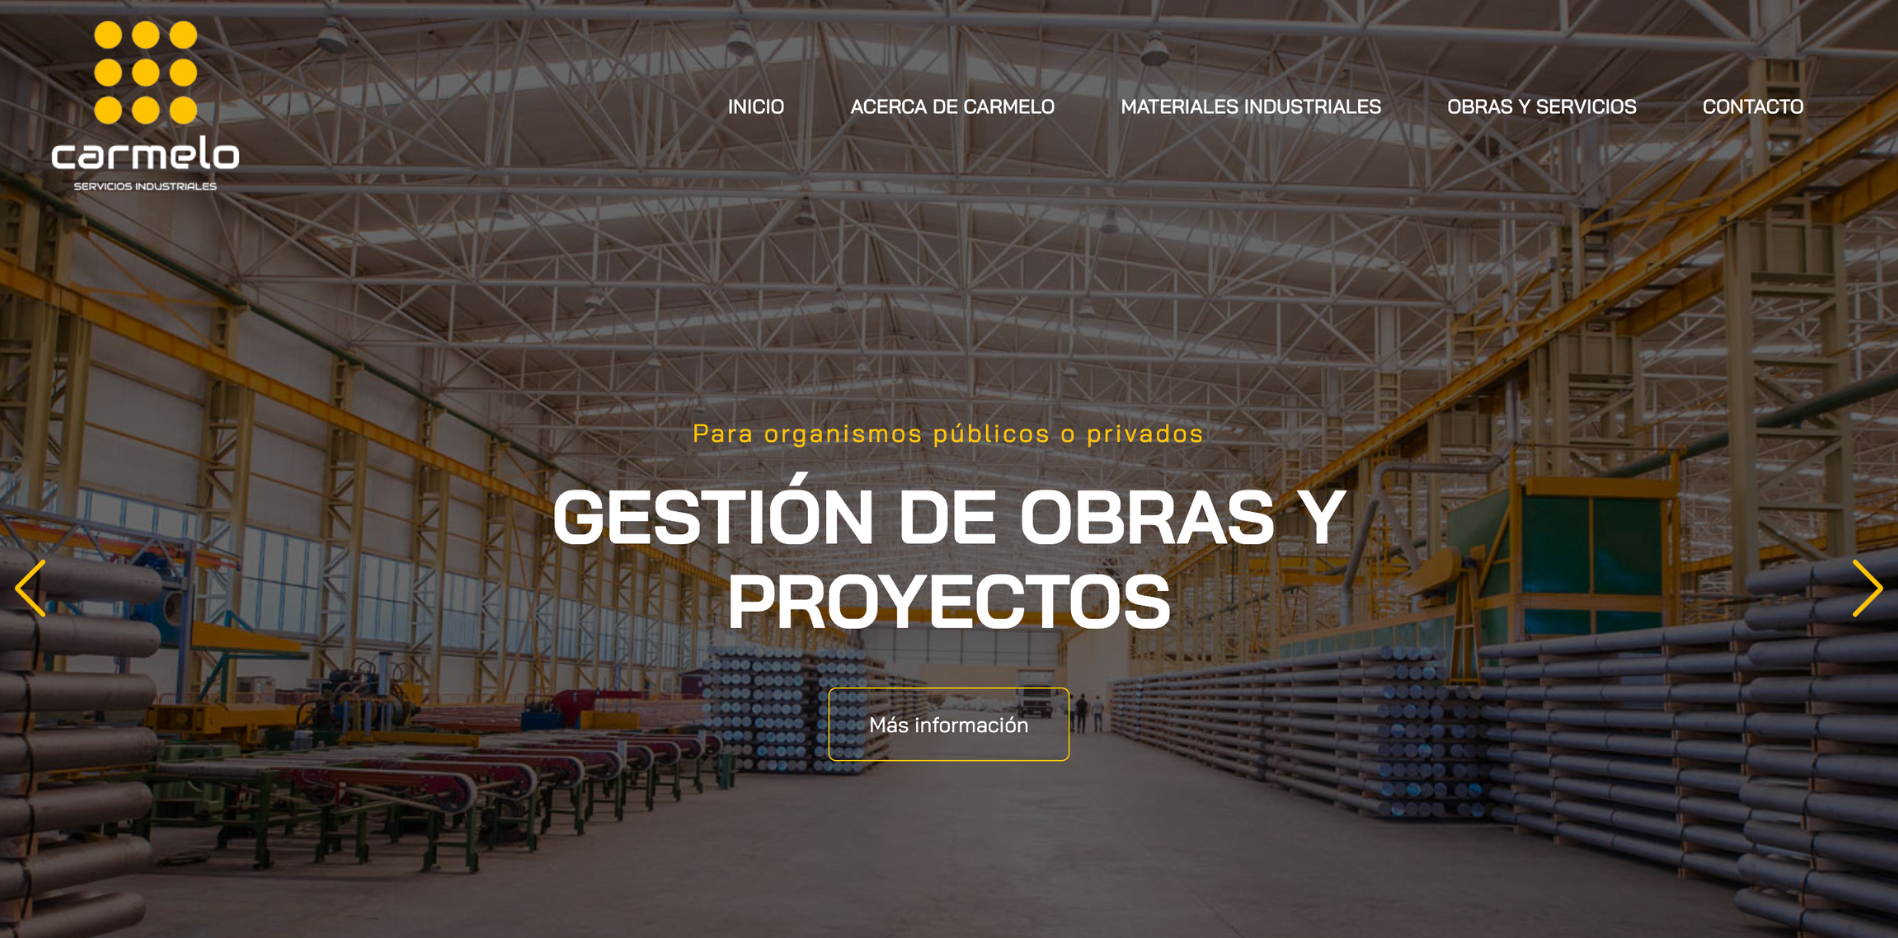 carmelo
SERVICIOS INDUSTRIALES
INICIO ACERCA DE CARMELO MATERIALES INDUSTRIALES OBRAS Y SERVICIOS CONTACTO
Para organismos públicos o privados
GESTIÓN DE OBRAS Y
PROYECTOS
Más información